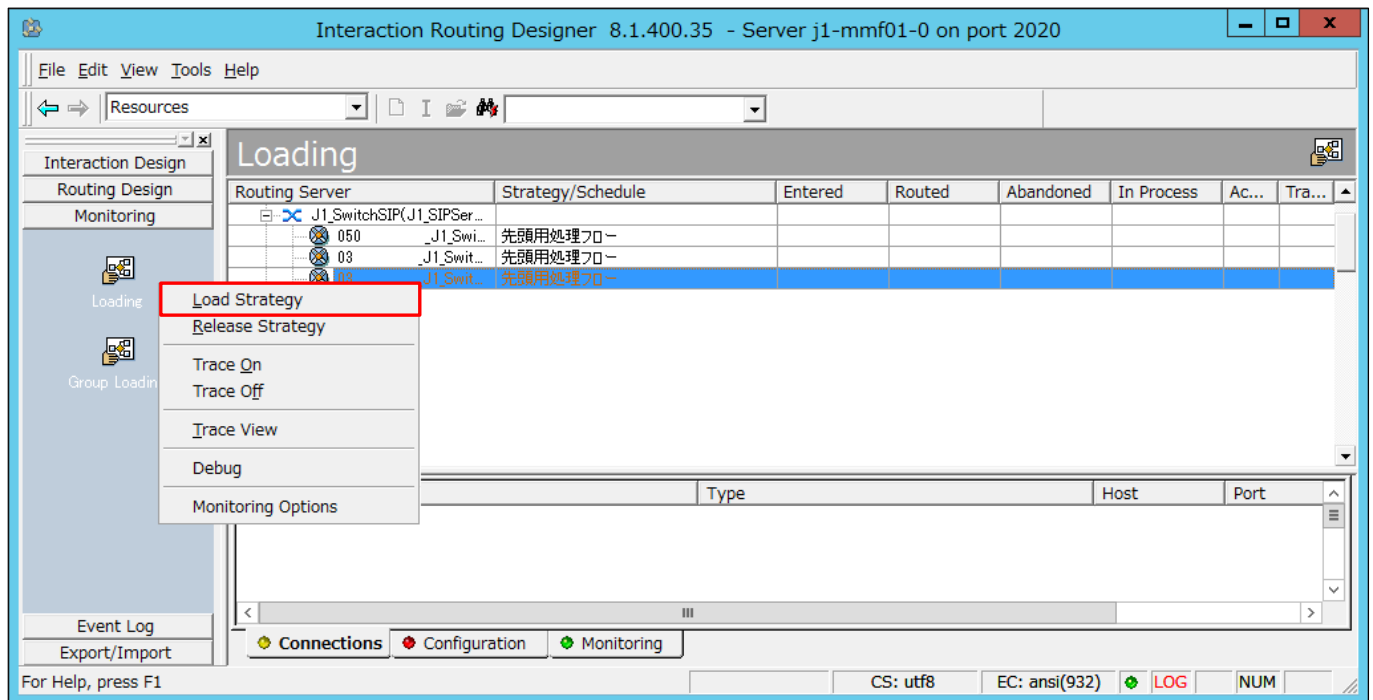 Interaction Routing Designer 8.1.400.35 - Server j1-mmf01-0 on port 2020
File Edit View Tools Help
Resources
Interaction Design
Routing Design
Monitoring
Loading
Group Loadin
Event Log
Export/Import
Loading
Routing Server Strategy/Schedule Entered Routed Abandoned In Process Ac... Tra...
J1_SwitchSIP(J1_SIPSer...
050 _J1_Swi... 先頭用処理フロー
03 _J1_Swit... 先頭用処理フロー
03 _J1_Swit... 先頭用処理フロー
Load Strategy
Release Strategy
Trace On
Trace Off
Trace View
Debug
Monitoring Options
Type Host Port
Connections Configuration Monitoring
For Help, press F1 CS: utf8 EC: ansi(932) LOG NUM